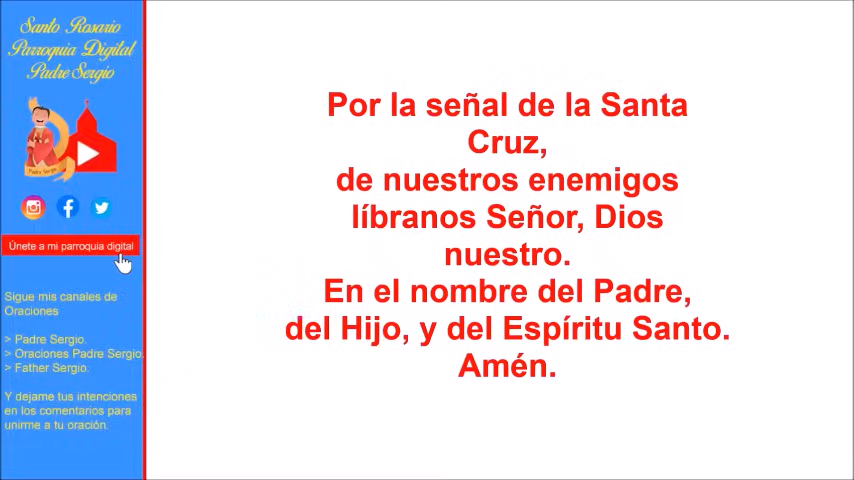 Santo Rosario
Parroquia Digital
Padre Sergio
Padre Sergio
Únete a mi parroquia digital
Sigue mis canales de
Oraciones
> Padre Sergio.
> Oraciones Padre Sergio.
> Father Sergio.
Y dejame tus intenciones
en los comentarios para
unirme a tu oración.
Por la señal de la Santa
Cruz,
de nuestros enemigos
líbranos Señor, Dios
nuestro.
En el nombre del Padre,
del Hijo, y del Espíritu Santo.
Amén.